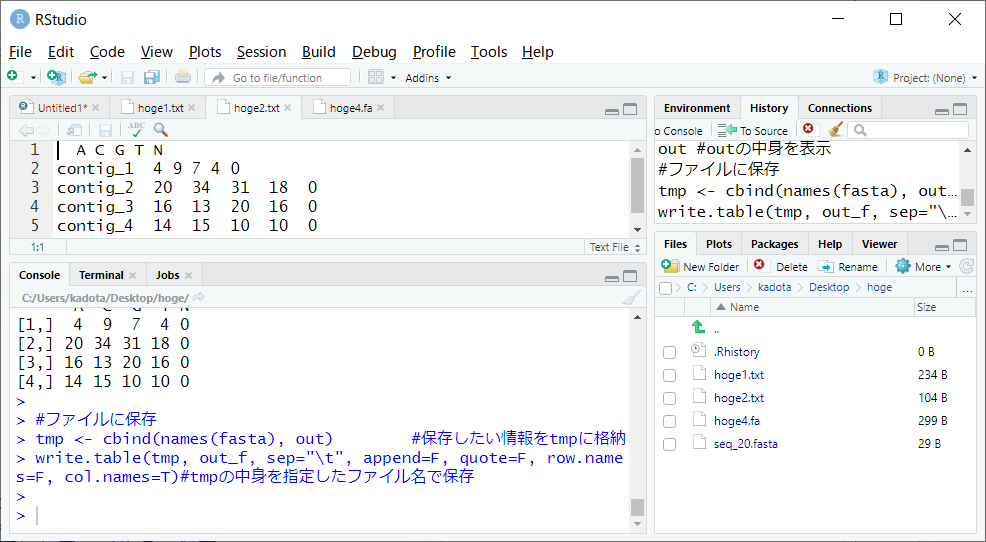 RStudio
File Edit Code View Plots Session Build Debug Profile Tools Help
Go to file/function Addins Project: (None)
Untitled1* hoge1.txt hoge2.txt hoge4.fa
ABC
1 A C G T N
2 contig_1 4 9 7 4 0
3 contig_2 20 34 31 18 0
4 contig_3 16 13 20 16 0
5 contig_4 14 15 10 10 0
1:1 Text File
Console Terminal Jobs
C:/Users/kadota/Desktop/hoge/
A C G T N
[1,] 4 9 7 4 0
[2,] 20 34 31 18 0
[3,] 16 13 20 16 0
[4,] 14 15 10 10 0
>
> #ファイルに保存
> tmp <- cbind(names(fasta), out) #保存したい情報をtmpに格納
> write.table(tmp, out_f, sep="\t", append=F, quote=F, row.name
s=F, col.names=T)#tmpの中身を指定したファイル名で保存
>
>
Environment History Connections
o Console To Source
out #outの中身を表示
#ファイルに保存
tmp <- cbind(names(fasta), out…
write.table(tmp, out_f, sep="\…
Files Plots Packages Help Viewer
New Folder Delete Rename More
C: Users kadota Desktop hoge ...
Name Size
..
.Rhistory 0 B
hoge1.txt 234 B
hoge2.txt 104 B
hoge4.fa 299 B
seq_20.fasta 29 B